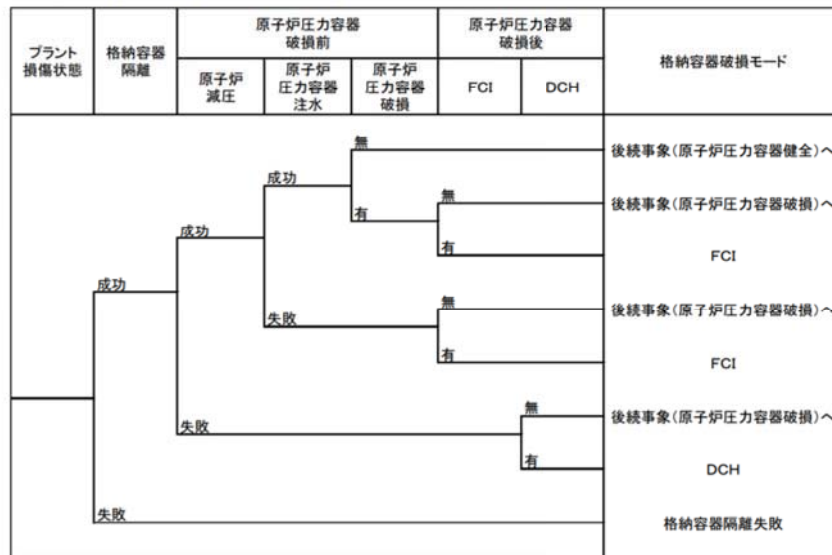 プラント
損傷状態
格納容器
隔離
原子炉圧力容器
破損前
原子炉
減圧
原子炉
圧力容器
注水
原子炉
圧力容器
破損
原子炉圧力容器
破損後
FCI
DCH
格納容器破損モード
無
後続事象(原子炉圧力容器健全)へ
成功
無
後続事象(原子炉圧力容器破損)へ
有
成功
有
FCI
成功
無
後続事象(原子炉圧力容器破損)へ
失敗
有
FCI
無
後続事象(原子炉圧力容器破損)へ
失敗
有
DCH
失敗
格納容器隔離失敗